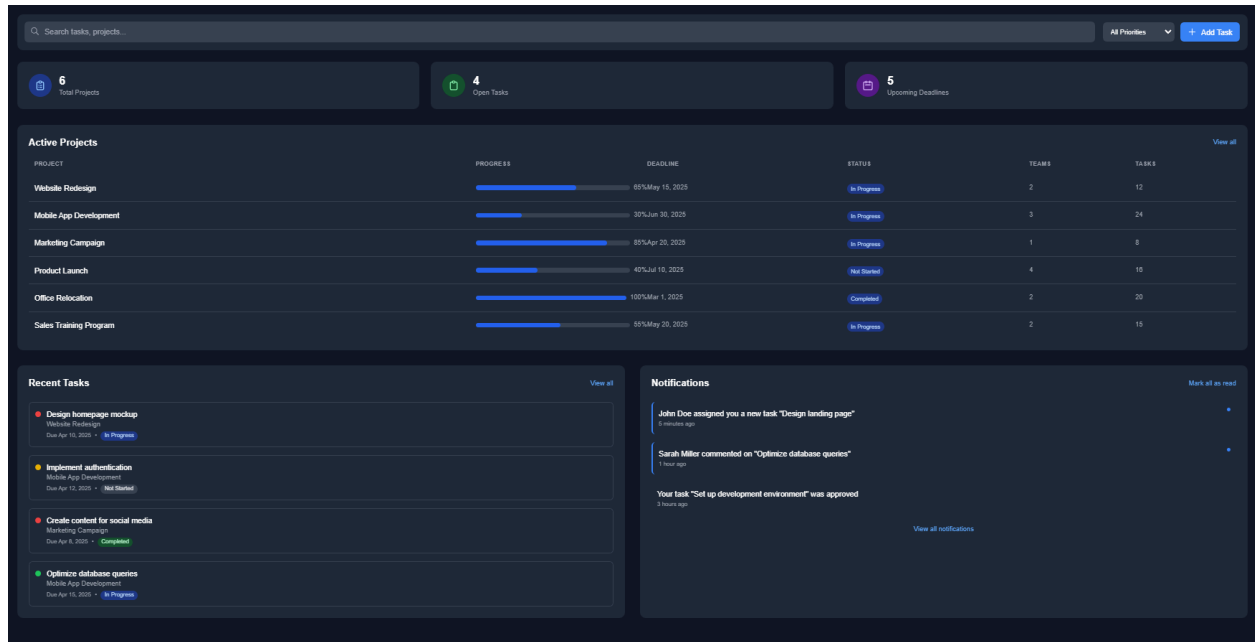 Search tasks, projects...
All Priorities
+ Add Task
6
Total Projects
4
Open Tasks
5
Upcoming Deadlines
Active Projects
View all
PROJECT PROGRESS DEADLINE STATUS TEAMS TASKS
Website Redesign 65%May 15, 2025 In Progress 2 12
Mobile App Development 30%Jun 30, 2025 In Progress 3 24
Marketing Campaign 85%Apr 20, 2025 In Progress 1 8
Product Launch 40%Jul 10, 2025 Not Started 4 16
Office Relocation 100%Mar 1, 2025 Completed 2 20
Sales Training Program 55%May 20, 2025 In Progress 2 15
Recent Tasks
View all
Design homepage mockup
Website Redesign
Due Apr 10, 2025 • In Progress
Implement authentication
Mobile App Development
Due Apr 12, 2025 • Not Started
Create content for social media
Marketing Campaign
Due Apr 8, 2025 • Completed
Optimize database queries
Mobile App Development
Due Apr 15, 2025 • In Progress
Notifications
Mark all as read
John Doe assigned you a new task "Design landing page"
5 minutes ago
Sarah Miller commented on "Optimize database queries"
1 hour ago
Your task "Set up development environment" was approved
3 hours ago
View all notifications